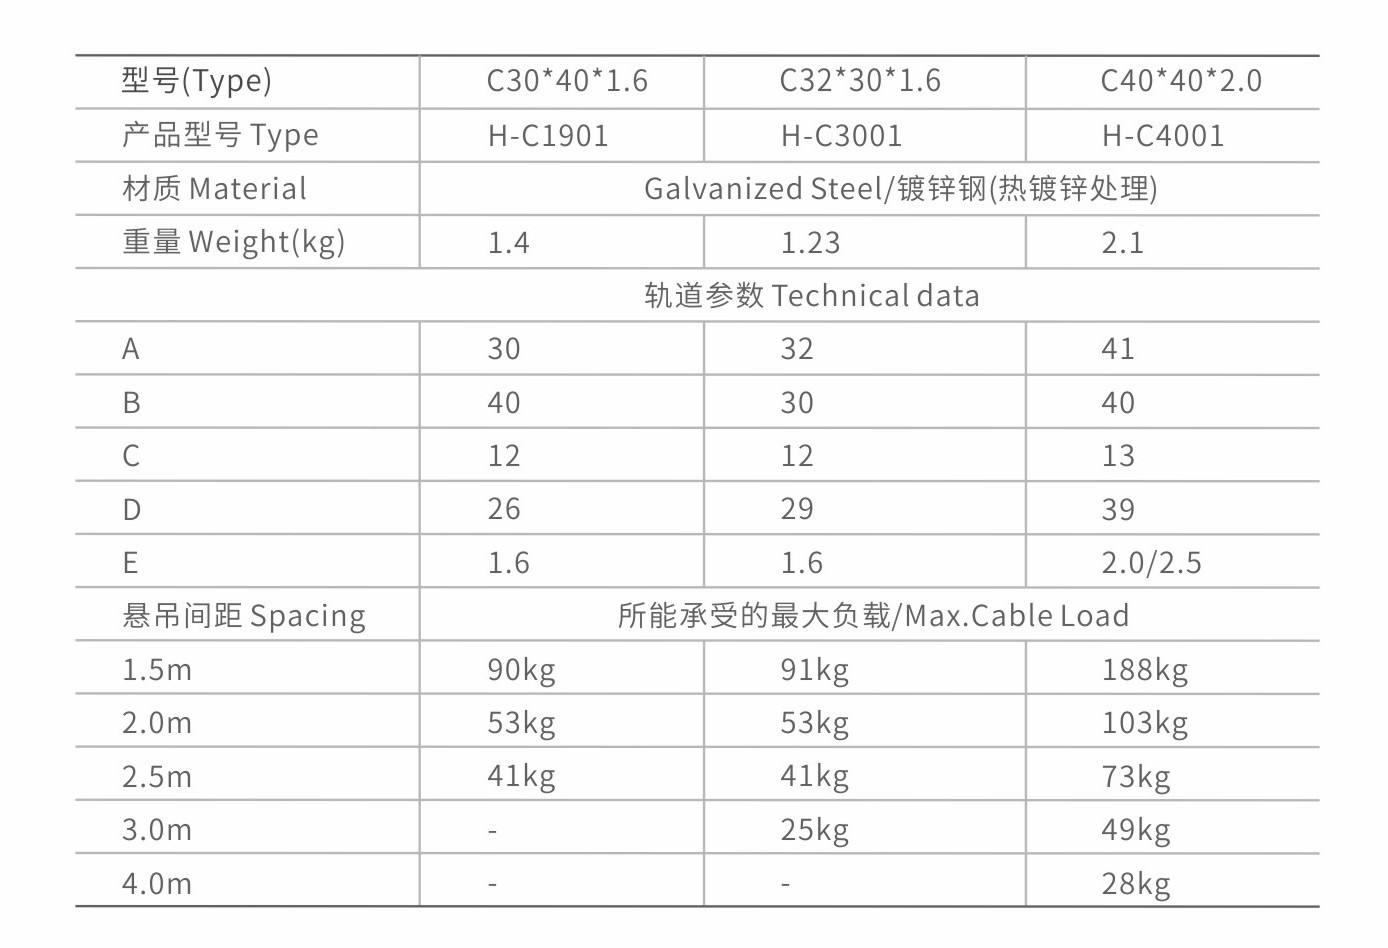 型号(Type) C30*40*1.6 C32*30*1.6 C40*40*2.0
产品型号 Type H-C1901 H-C3001 H-C4001
材质 Material Galvanized Steel/镀锌钢(热镀锌处理)
重量 Weight(kg) 1.4 1.23 2.1
轨道参数 Technical data
A 30 32 41
B 40 30 40
C 12 12 13
D 26 29 39
E 1.6 1.6 2.0/2.5
悬吊间距 Spacing 所能承受的最大负载/Max.Cable Load
1.5m 90kg 91kg 188kg
2.0m 53kg 53kg 103kg
2.5m 41kg 41kg 73kg
3.0m - 25kg 49kg
4.0m - - 28kg